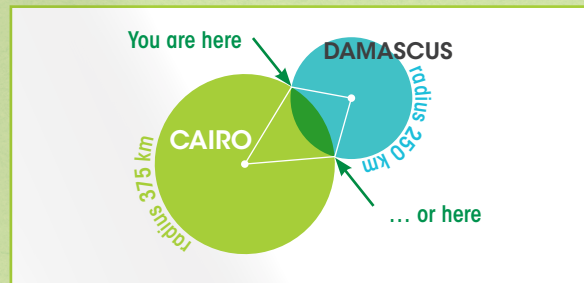 You are here
DAMASCUS
radius 250 km
CAIRO
radius 375 km
... or here